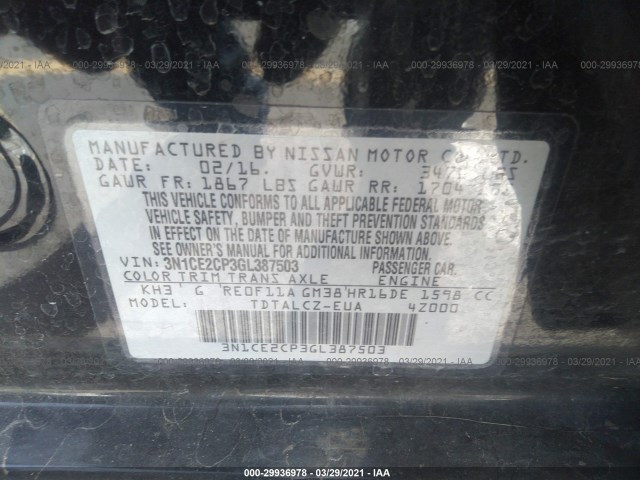 000-29936978 - 03/29/2021 - IAA
MANUFACTURED BY NISSAN MOTOR CO., LTD.
DATE: 02/16. GVWR:
GAWR FR: 1867 LBS GAWR RR: 1704
THIS VEHICLE CONFORMS TO ALL APPLICABLE FEDERAL MOTOR
VEHICLE SAFETY, BUMPER AND THEFT PREVENTION STANDARDS
IN EFFECT ON THE DATE OF MANUFACTURE SHOWN ABOVE.
SEE OWNER'S MANUAL FOR ADDITIONAL INFORMATION.
VIN: 3N1CE2CP3GL387503 PASSENGER CAR.
COLOR TRIM TRANS AXLE ENGINE
KH3 G RE0F11A GM38 HR16DE 1598 CC
MODEL: TDTALCZ-EUA 42000
3N1CE2CP3GL387503
000-29936978 - 03/29/2021 - IAA